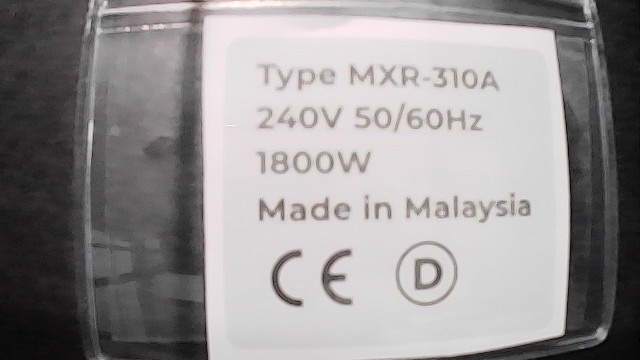 Type MXR-310A
240V 50/60Hz
1800W
Made in Malaysia
CE D